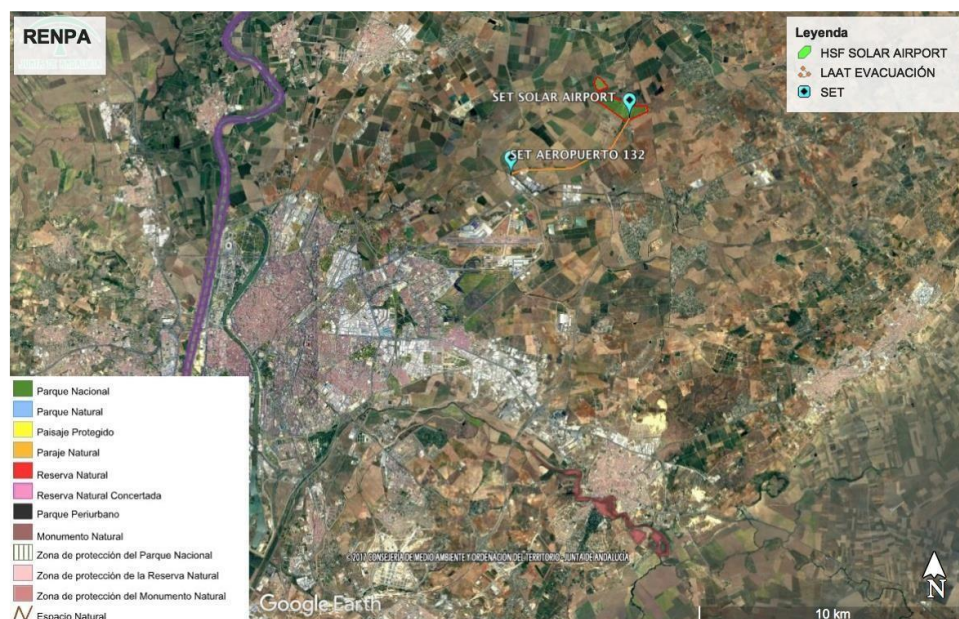 RENPA
Leyenda
HSF SOLAR AIRPORT
LAAT EVACUACIÓN
SET
SET SOLAR AIRPORT
SET AEROPUERTO 132
Parque Nacional
Parque Natural
Paisaje Protegido
Paraje Natural
Reserva Natural
Reserva Natural Concertada
Parque Periurbano
Monumento Natural
Zona de protección del Parque Nacional
Zona de protección de la Reserva Natural
Zona de protección del Monumento Natural
Espacio Natural
© 2017 CONSEJERÍA DE MEDIO AMBIENTE Y ORDENACIÓN DEL TERRITORIO. JUNTA DE ANDALUCIA
Google Earth
N
10 km